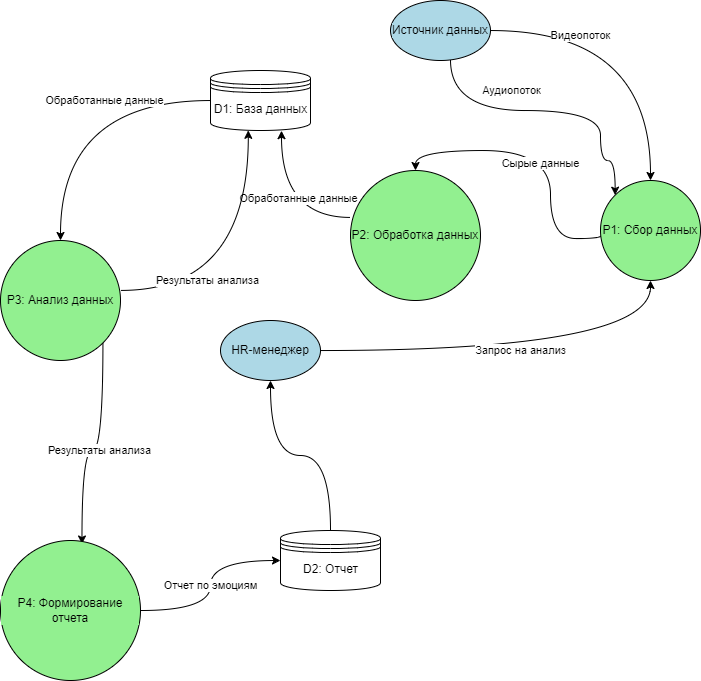 Источник данных
Видеопоток
Аудиопоток
Обработанные данные
D1: База данных
Сырые данные
Обработанные данные
P2: Обработка данных
P1: Сбор данных
Результаты анализа
P3: Анализ данных
HR-менеджер
Запрос на анализ
Результаты анализа
D2: Отчет
Отчет по эмоциям
P4: Формирование
отчета